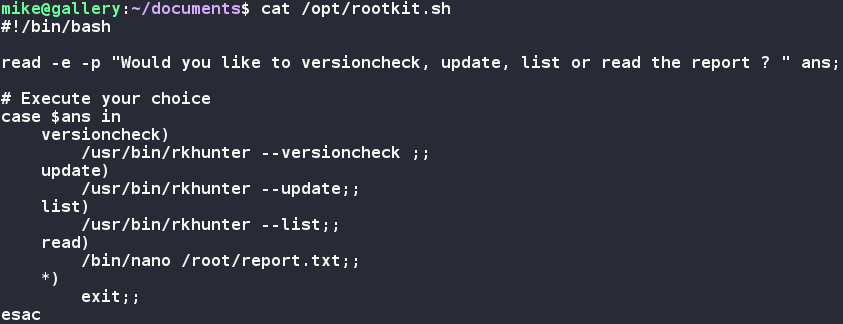 mike@gallery:~/documents$ cat /opt/rootkit.sh
#!/bin/bash

read -e -p "Would you like to versioncheck, update, list or read the report ? " ans;

# Execute your choice
case $ans in
    versioncheck)
        /usr/bin/rkhunter --versioncheck ;;
    update)
        /usr/bin/rkhunter --update;;
    list)
        /usr/bin/rkhunter --list;;
    read)
        /bin/nano /root/report.txt;;
    *)
        exit;;
esac